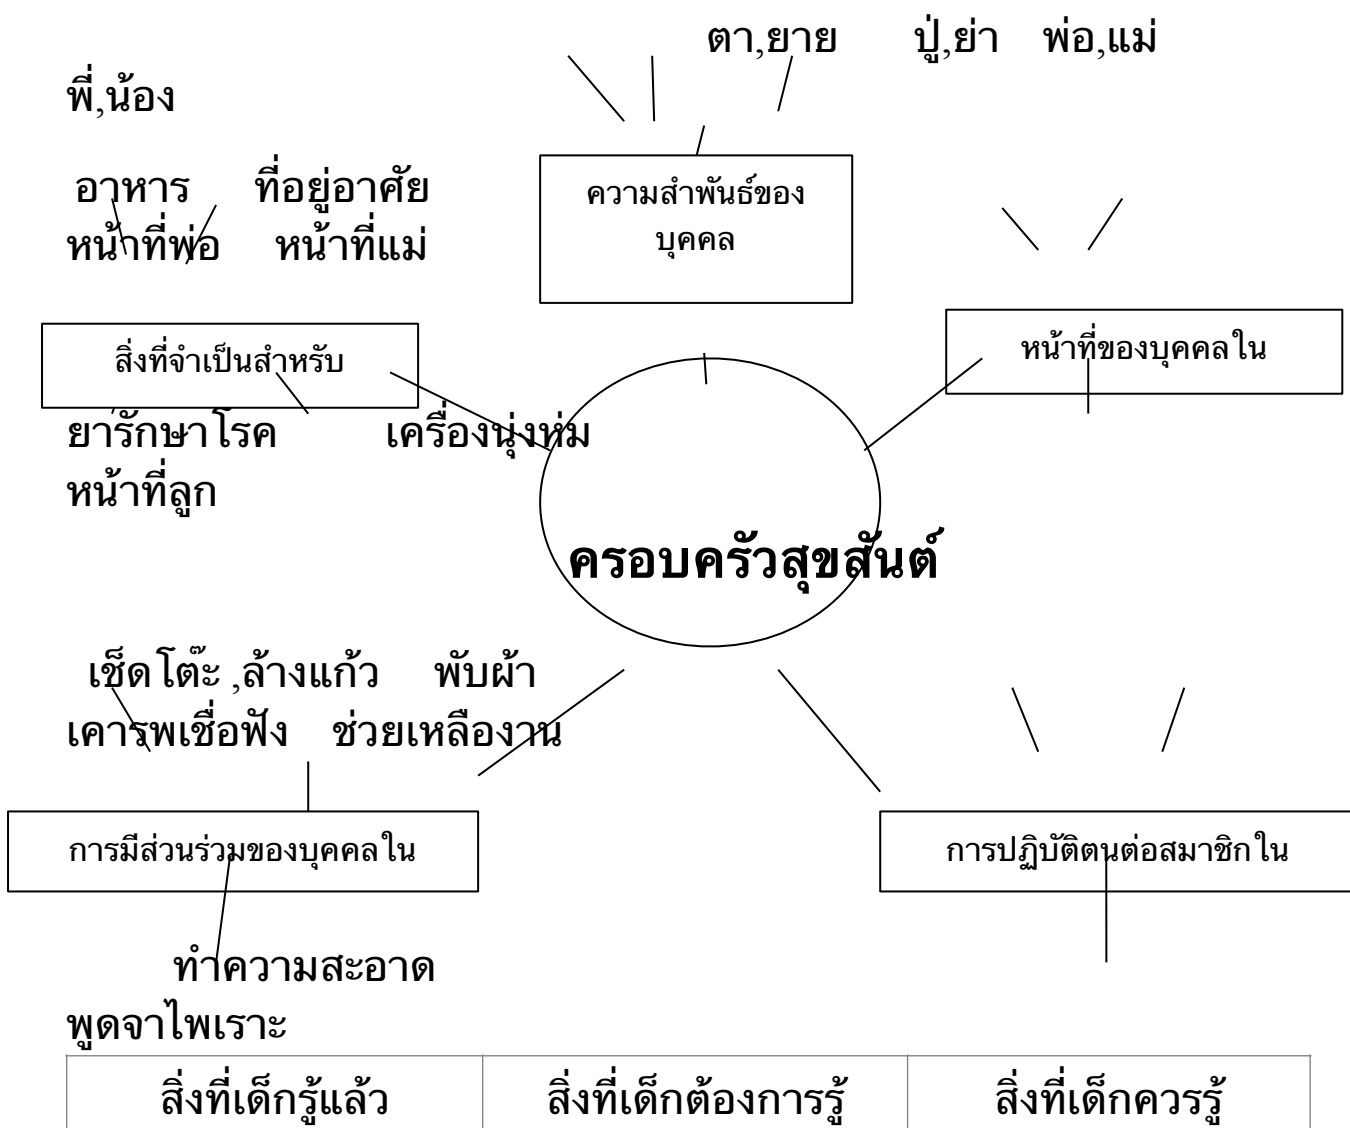 ตา,ยาย ปู่,ย่า พ่อ,แม่
พี่,น้อง
อาหาร ที่อยู่อาศัย
หน้าที่พ่อ หน้าที่แม่
ความสำพันธ์ของ
บุคคล
สิ่งที่จำเป็นสำหรับ
หน้าที่ของบุคคลใน
ยารักษาโรค เครื่องนุ่งห่ม
หน้าที่ลูก
ครอบครัวสุขสันต์
เช็ดโต๊ะ ,ล้างแก้ว พับผ้า
เคารพเชื่อฟัง ช่วยเหลืองาน
การมีส่วนร่วมของบุคคลใน
การปฏิบัติตนต่อสมาชิกใน
ทำความสะอาด
พูดจาไพเราะ
สิ่งที่เด็กรู้แล้ว สิ่งที่เด็กต้องการรู้ สิ่งที่เด็กควรรู้